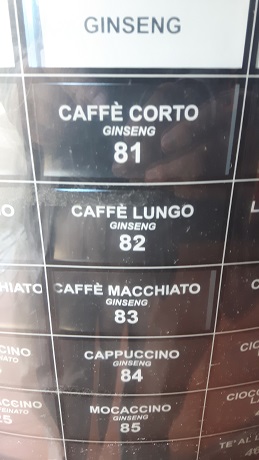 GINSENG
CAFFÈ CORTO
GINSENG
81
CAFFÈ LUNGO
GINSENG
82
CAFFÈ MACCHIATO
GINSENG
83
CAPPUCCINO
GINSENG
84
MOCACCINO
GINSENG
85